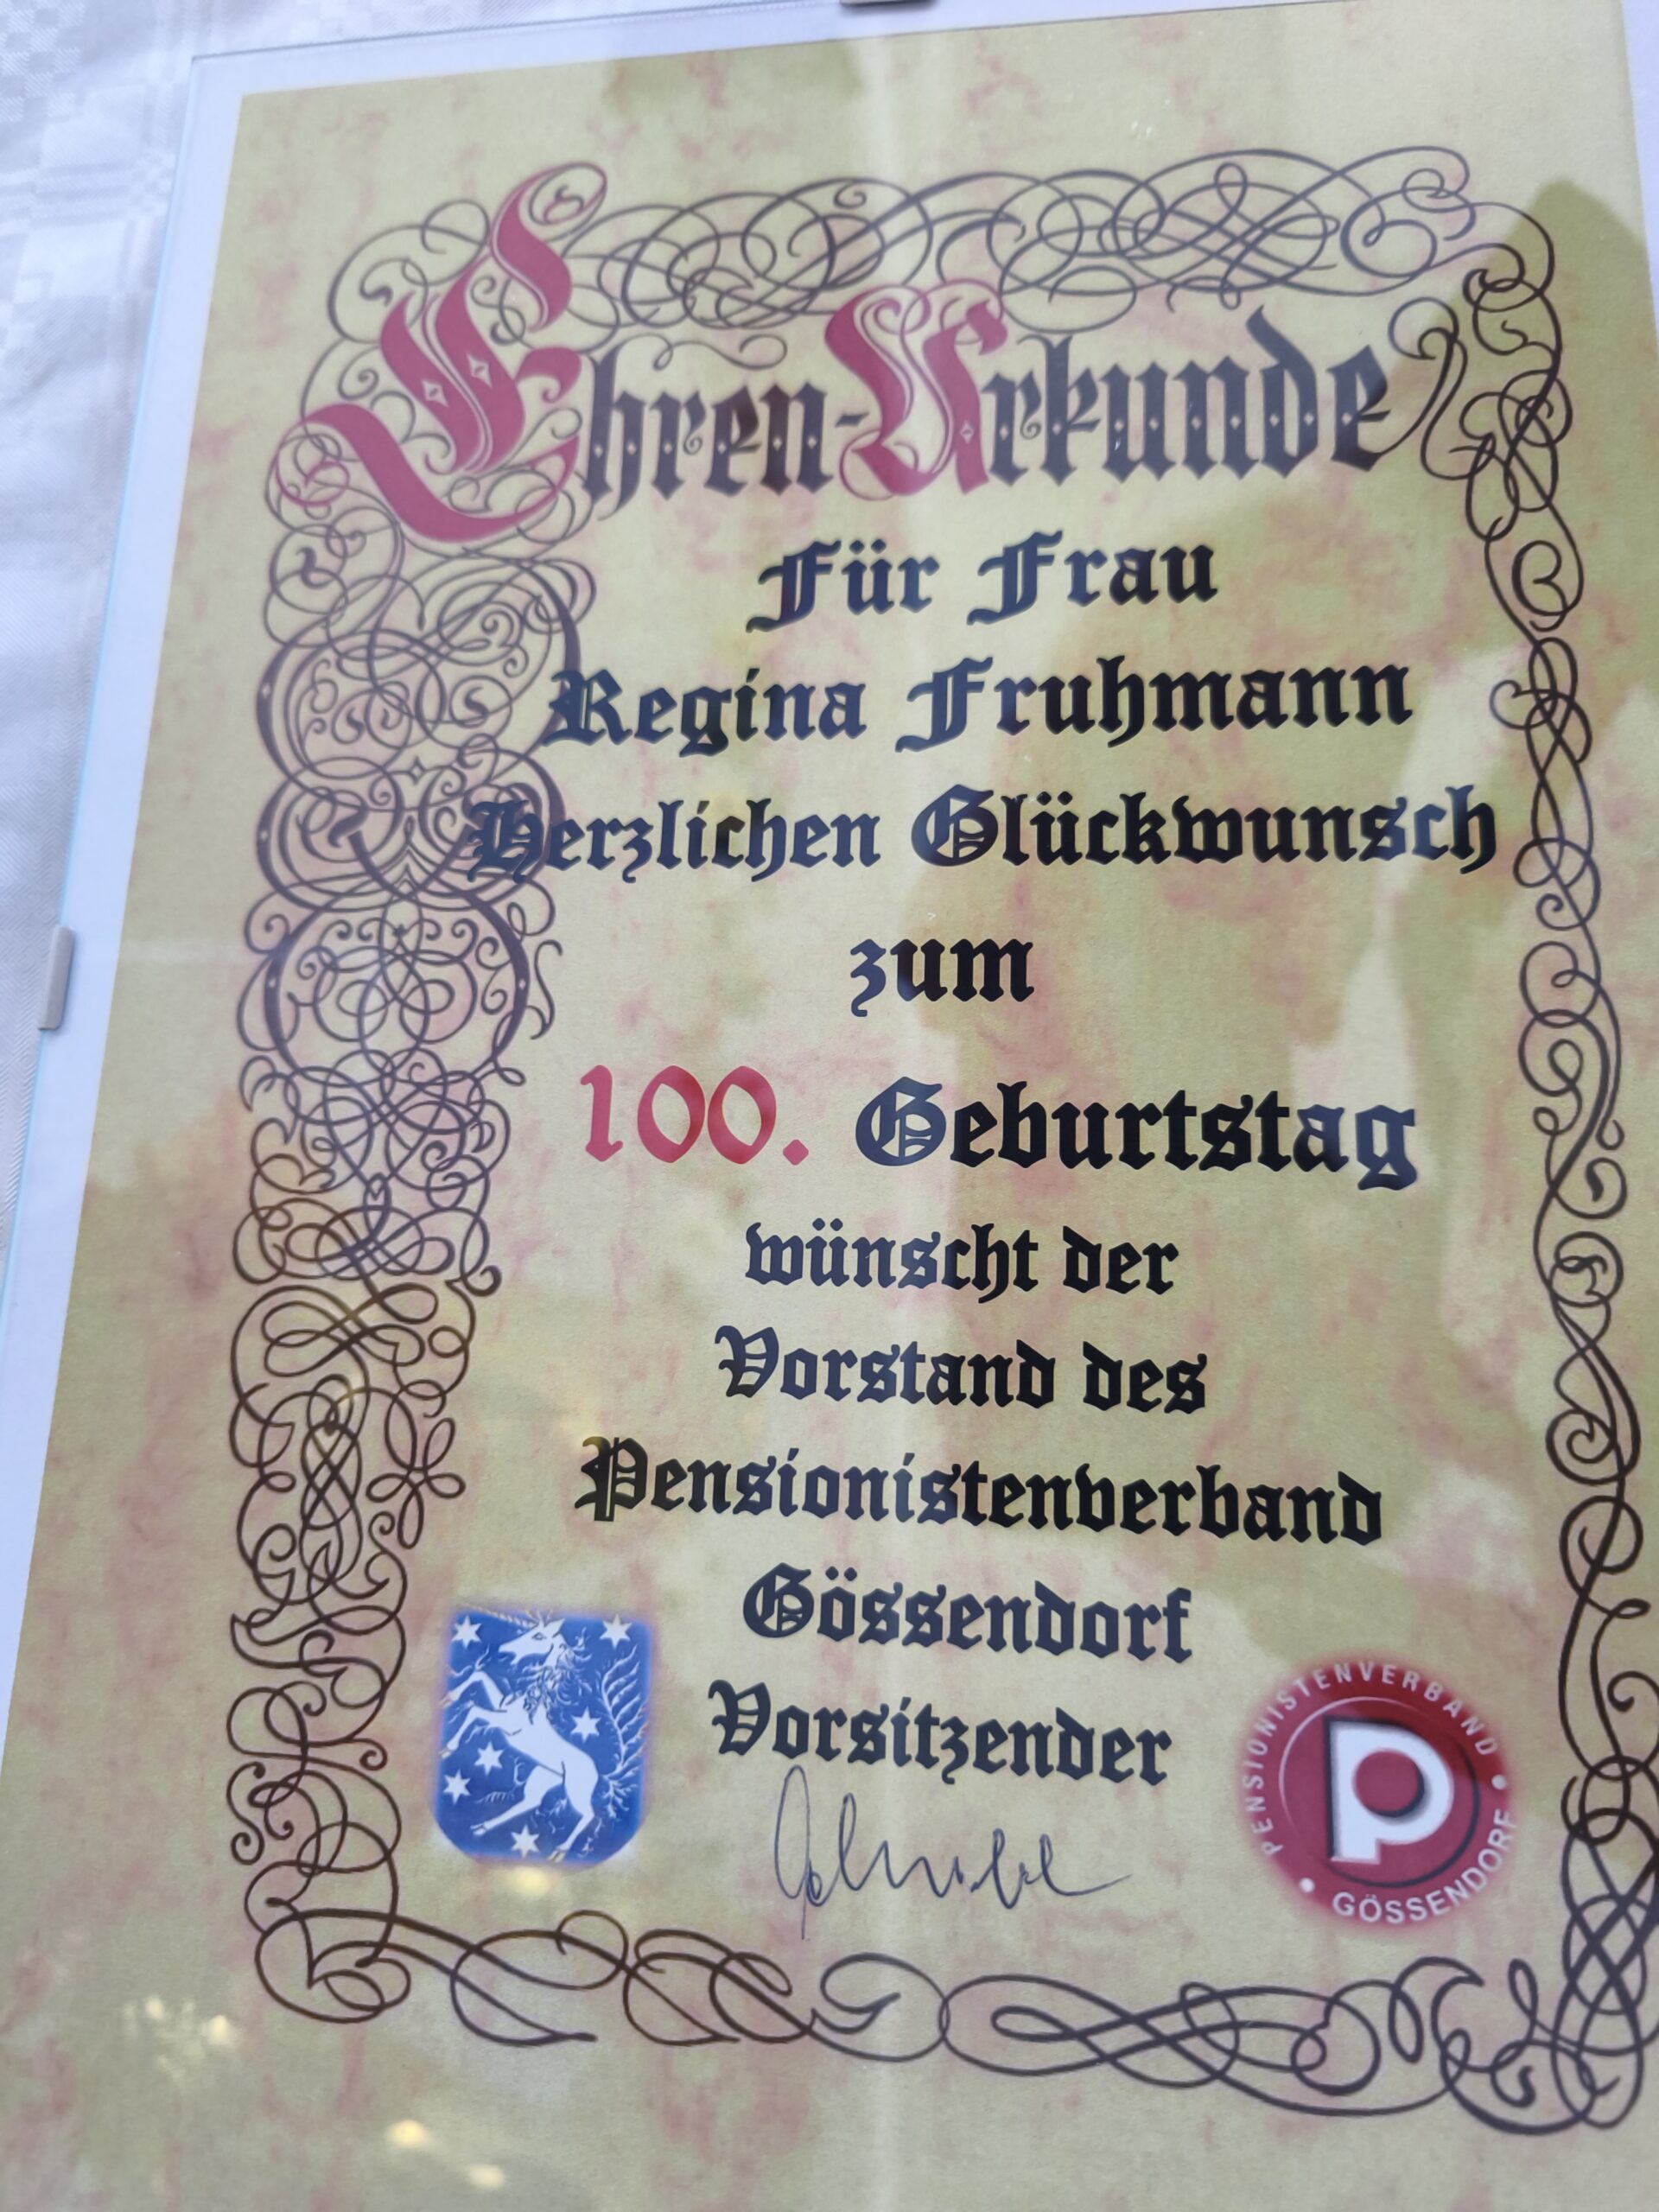 Ehren-Urkunde
Für Frau
Regina Fruhmann
Herzlichen Glückwunsch
zum
100. Geburtstag
wünscht der
Vorstand des
Pensionistenverband
Gössendorf
Vorsitzender
PENSIONISTENVERBAND
P
• GÖSSENDORF •